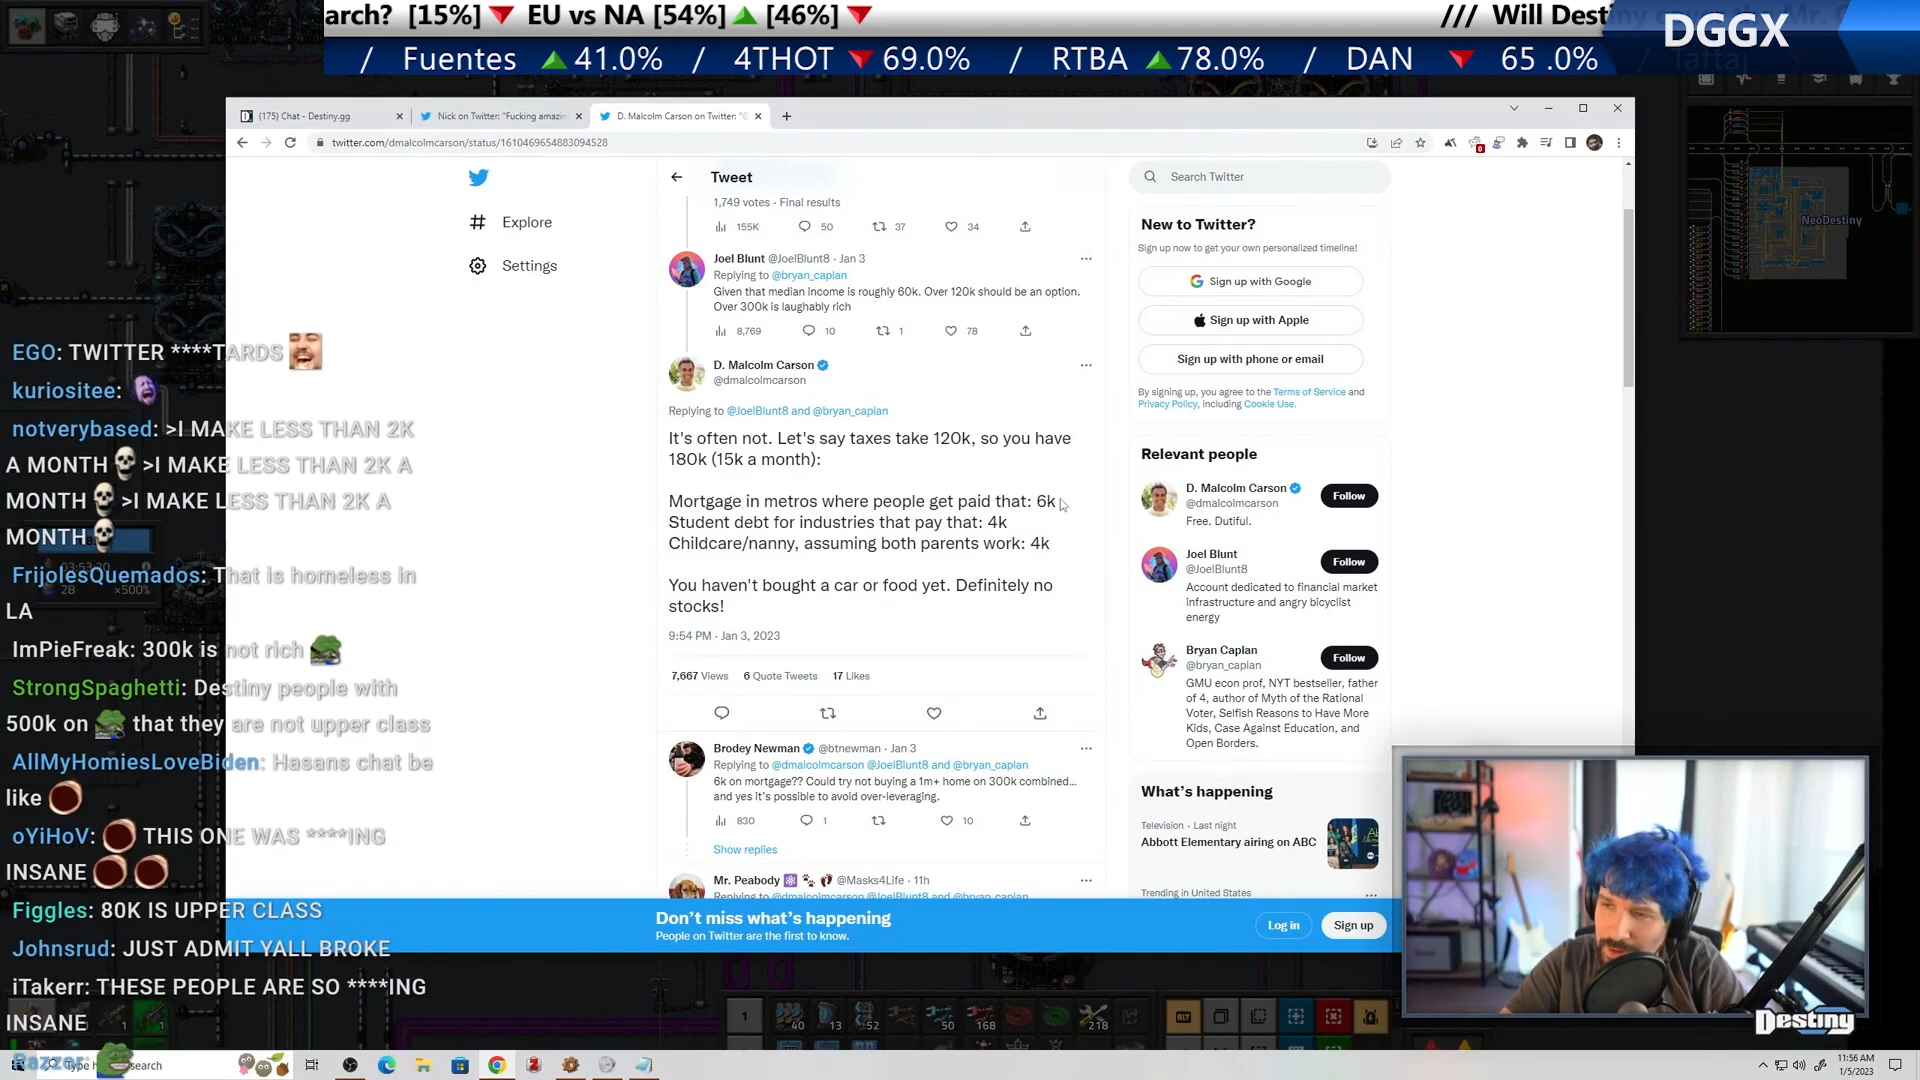 arch? [15%] EU vs NA [54%] [46%] /// Will Destiny
DGGX
/ Fuentes 41.0% / 4THOT 69.0% / RTBA 78.0% / DAN 65 .0%
(175) Chat - Destiny.gg
Nick on Twitter: "Fucking amazin
D. Malcolm Carson on Twitter: "@
twitter.com/dmalcolmcarson/status/1610469654883094528
Explore
Settings
Tweet
1,749 votes · Final results
155K 50 37 34
Joel Blunt @JoelBlunt8 · Jan 3
Replying to @bryan_caplan
Given that median income is roughly 60k. Over 120k should be an option.
Over 300k is laughably rich
8,769 10 1 78
D. Malcolm Carson
@dmalcolmcarson
Replying to @JoelBlunt8 and @bryan_caplan
It's often not. Let's say taxes take 120k, so you have
180k (15k a month):
Mortgage in metros where people get paid that: 6k
Student debt for industries that pay that: 4k
Childcare/nanny, assuming both parents work: 4k
You haven't bought a car or food yet. Definitely no
stocks!
9:54 PM · Jan 3, 2023
7,667 Views 6 Quote Tweets 17 Likes
Brodey Newman @btnewman · Jan 3
Replying to @dmalcolmcarson @JoelBlunt8 and @bryan_caplan
6k on mortgage?? Could try not buying a 1m+ home on 300k combined...
and yes it's possible to avoid over-leveraging.
830 1 10
Show replies
Mr. Peabody @Masks4Life · 11h
Replying to @dmalcolmcarson @JoelBlunt8 and @bryan_caplan
Search Twitter
New to Twitter?
Sign up now to get your own personalized timeline!
Sign up with Google
Sign up with Apple
Sign up with phone or email
By signing up, you agree to the Terms of Service and
Privacy Policy, including Cookie Use.
Relevant people
D. Malcolm Carson
@dmalcolmcarson
Follow
Free. Dutiful.
Joel Blunt
@JoelBlunt8
Follow
Account dedicated to financial market
infrastructure and angry bicyclist
energy
Bryan Caplan
@bryan_caplan
Follow
GMU econ prof, NYT bestseller, father
of 4, author of Myth of the Rational
Voter, Selfish Reasons to Have More
Kids, Case Against Education, and
Open Borders.
What's happening
Television · Last night
Abbott Elementary airing on ABC
Trending in United States
Don't miss what's happening
People on Twitter are the first to know.
Log in
Sign up
EGO: TWITTER ****TARDS
kuriositee:
notverybased: >I MAKE LESS THAN 2K
A MONTH >I MAKE LESS THAN 2K A
MONTH >I MAKE LESS THAN 2K A
MONTH
FrijolesQuemados: That is homeless in
LA
ImPieFreak: 300k is not rich
StrongSpaghetti: Destiny people with
500k on that they are not upper class
AllMyHomiesLoveBiden: Hasans chat be
like
oYiHoV: THIS ONE WAS ****ING
INSANE
Figgles: 80K IS UPPER CLASS
Johnsrud: JUST ADMIT YALL BROKE
iTakerr: THESE PEOPLE ARE SO ****ING
INSANE
NeoDestiny
Destiny
1 40 13 52 50 168 218
ALT
11:56 AM
1/5/2023